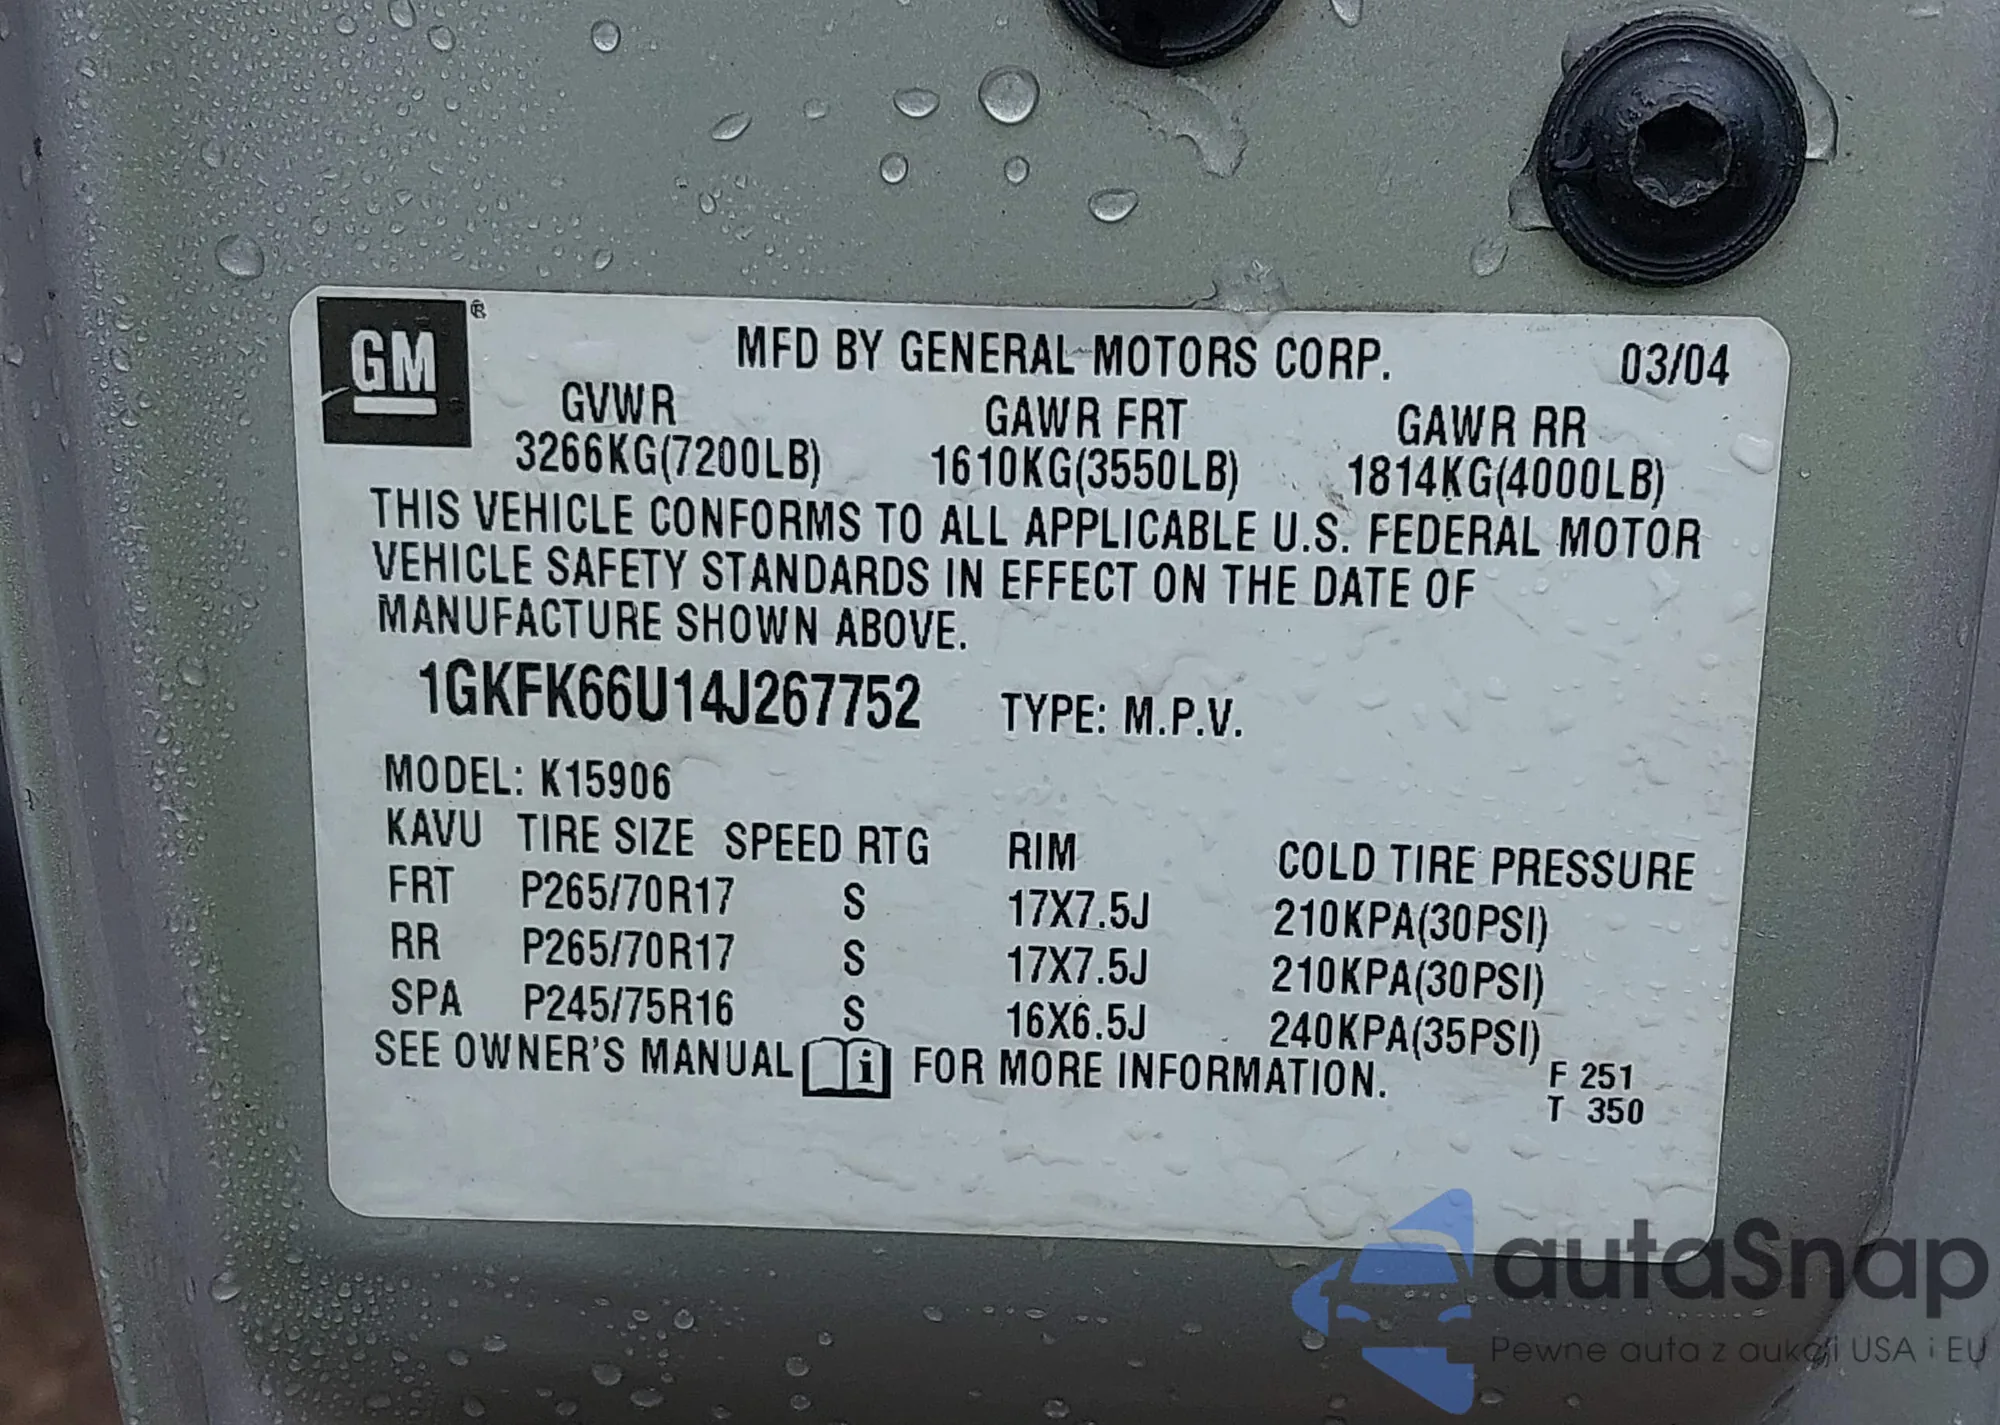 GM ®
MFD BY GENERAL MOTORS CORP. 03/04
GVWR GAWR FRT GAWR RR
3266KG(7200LB) 1610KG(3550LB) 1814KG(4000LB)
THIS VEHICLE CONFORMS TO ALL APPLICABLE U.S. FEDERAL MOTOR
VEHICLE SAFETY STANDARDS IN EFFECT ON THE DATE OF
MANUFACTURE SHOWN ABOVE.
1GKFK66U14J267752 TYPE: M.P.V.
MODEL: K15906
KAVU TIRE SIZE SPEED RTG RIM COLD TIRE PRESSURE
FRT P265/70R17 S 17X7.5J 210KPA(30PSI)
RR P265/70R17 S 17X7.5J 210KPA(30PSI)
SPA P245/75R16 S 16X6.5J 240KPA(35PSI)
SEE OWNER'S MANUAL i FOR MORE INFORMATION.
F 251
T 350
autaSnap
Pewne auta z aukcji USA i EU